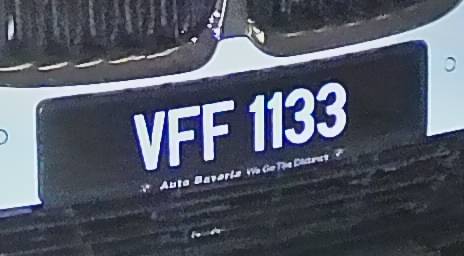 VFF 1133
Auto Bavaria We Go The Distance